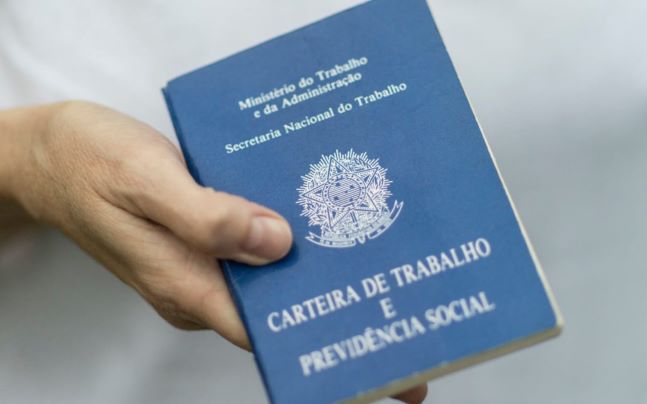 Ministério do Trabalho
e da Administração
Secretaria Nacional do Trabalho
CARTEIRA DE TRABALHO
E
PREVIDÊNCIA SOCIAL